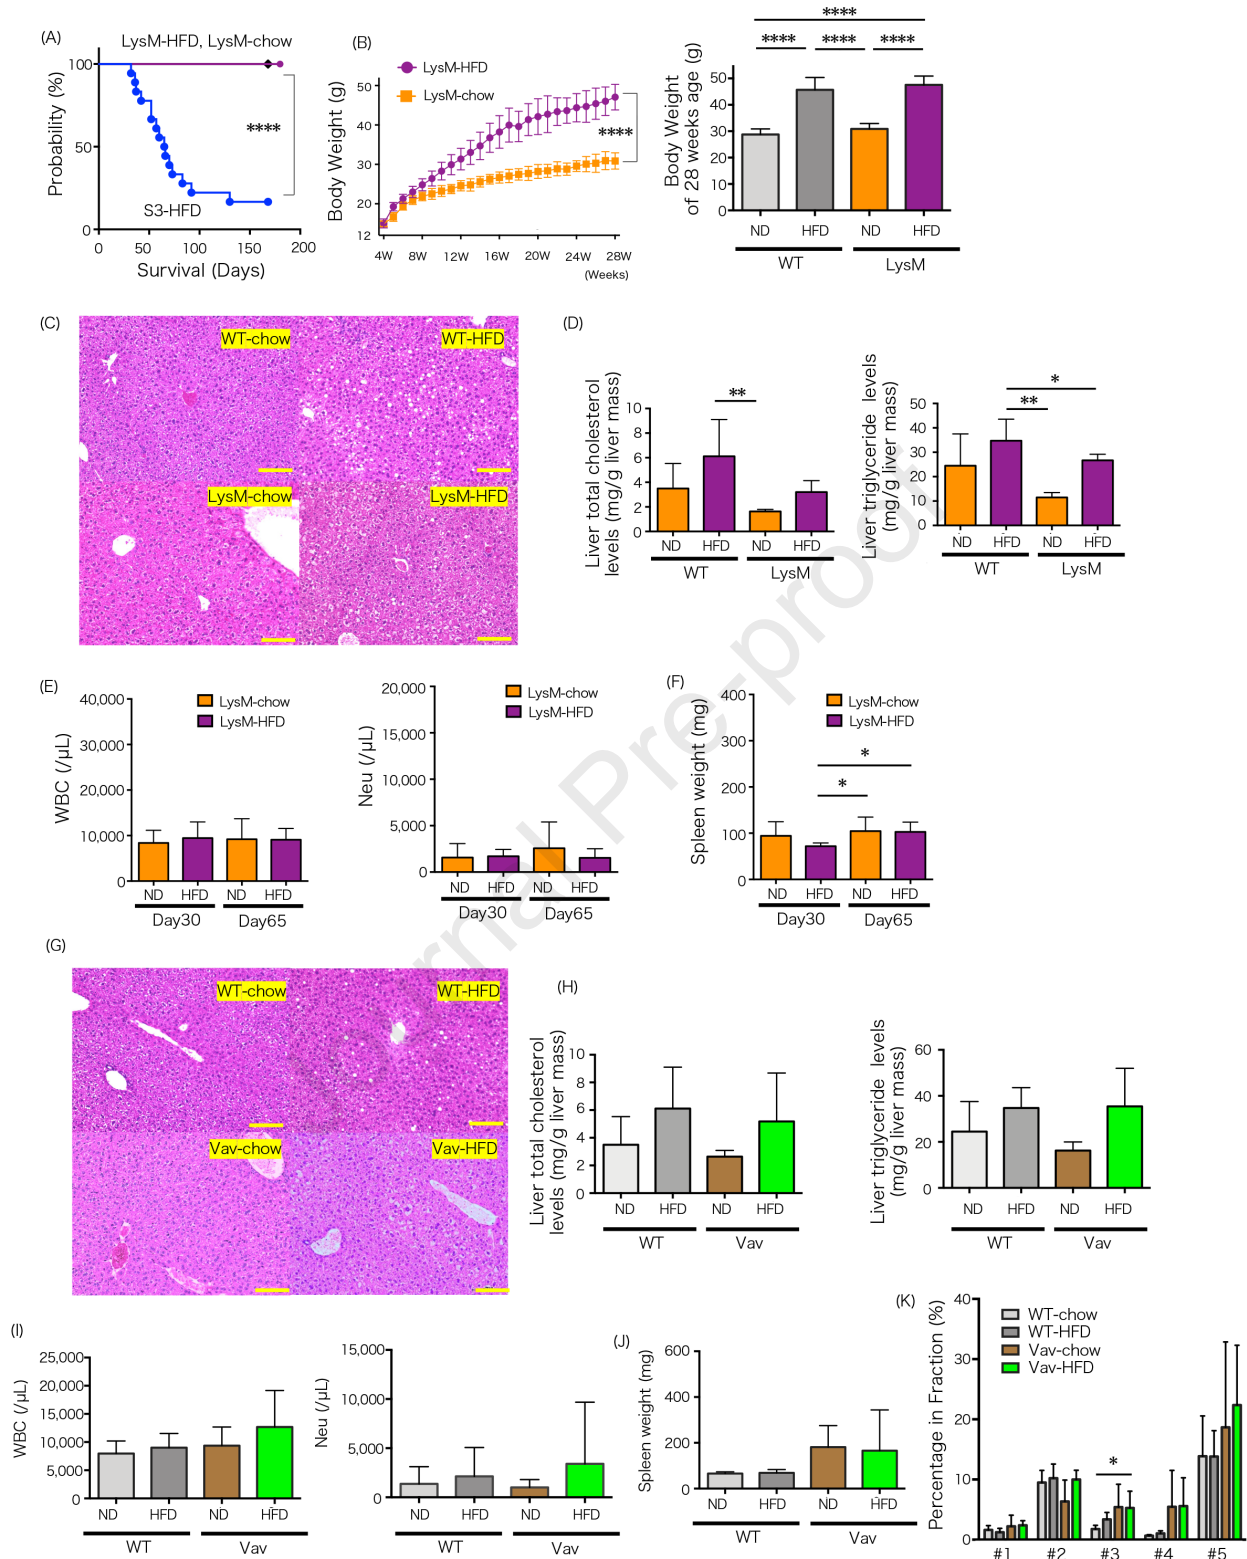 (A)
LysM-HFD, LysM-chow
Probability (%)
100
50
0
****
S3-HFD
0 50 100 150 200
Survival (Days)
(B)
LysM-HFD
LysM-chow
Body Weight (g)
50
40
30
20
12
****
4W 8W 12W 16W 20W 24W 28W
(Weeks)
Body Weight
of 28 weeks age (g)
50
40
30
20
10
0
****
**** **** ****
ND HFD ND HFD
WT LysM
(C)
WT-chow
WT-HFD
LysM-chow
LysM-HFD
(D)
Liver total cholesterol
levels (mg/g liver mass)
10
8
6
4
2
0
**
ND HFD ND HFD
WT LysM
Liver triglyceride levels
(mg/g liver mass)
50
40
30
20
10
0
*
**
ND HFD ND HFD
WT LysM
(E)
WBC (/μL)
40,000
30,000
20,000
10,000
0
LysM-chow
LysM-HFD
ND HFD ND HFD
Day30 Day65
Neu (/μL)
20,000
15,000
10,000
5,000
0
LysM-chow
LysM-HFD
ND HFD ND HFD
Day30 Day65
(F)
Spleen weight (mg)
400
300
200
100
0
LysM-chow
LysM-HFD
*
*
ND HFD ND HFD
Day30 Day65
(G)
WT-chow
WT-HFD
Vav-chow
Vav-HFD
(H)
Liver total cholesterol
levels (mg/g liver mass)
10
8
6
4
2
0
ND HFD ND HFD
WT Vav
Liver triglyceride levels
(mg/g liver mass)
60
40
20
0
ND HFD ND HFD
WT Vav
(I)
WBC (/μL)
25,000
20,000
15,000
10,000
5,000
0
ND HFD ND HFD
WT Vav
Neu (/μL)
15,000
10,000
5,000
0
ND HFD ND HFD
WT Vav
(J)
Spleen weight (mg)
600
400
200
0
ND HFD ND HFD
WT Vav
(K)
Percentage in Fraction (%)
40
30
20
10
0
WT-chow
WT-HFD
Vav-chow
Vav-HFD
*
#1 #2 #3 #4 #5
Journal Pre-proof